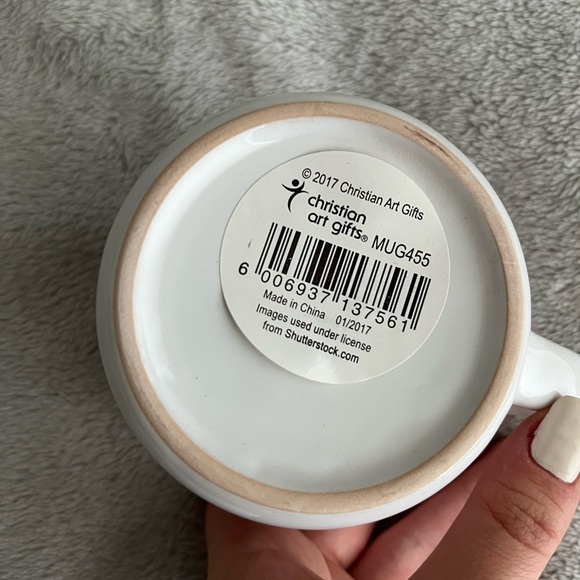 © 2017 Christian Art Gifts
christian
art gifts® MUG455
6 006937 137561
Made in China 01/2017
Images used under license
from Shutterstock.com